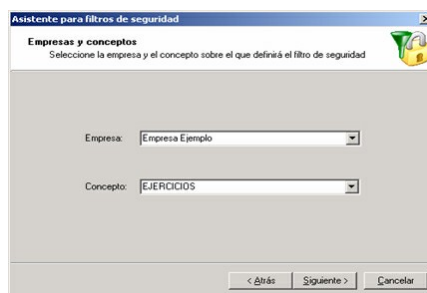 Asistente para filtros de seguridad
Empresas y conceptos
Seleccione la empresa y el concepto sobre el que definirá el filtro de seguridad
Empresa: Empresa Ejemplo
Concepto: EJERCICIOS
< Atrás Siguiente > Cancelar